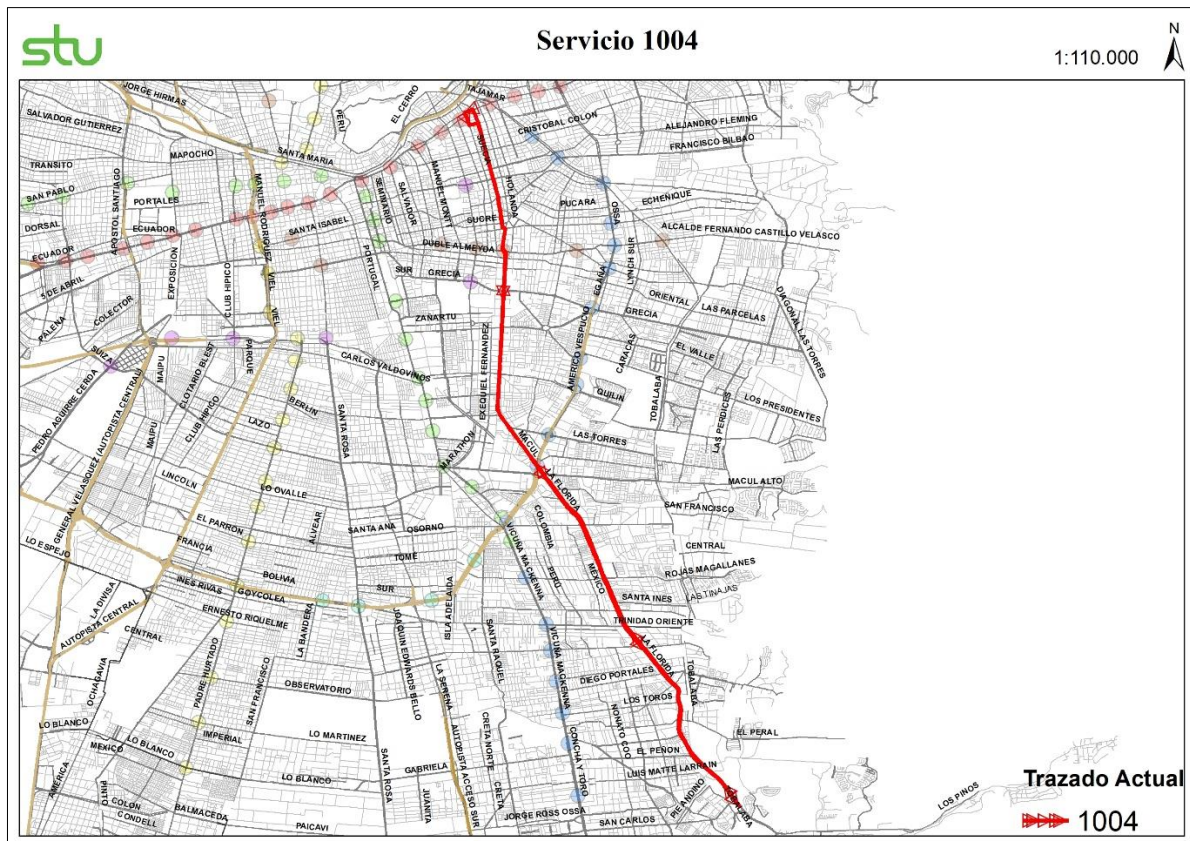 stu
Servicio 1004
1:110.000
N
JORGE HIRMAS
TAJAMAR
SALVADOR GUTIERREZ
PERU
EL CERRO
CRISTOBAL COLON
ALEJANDRO FLEMING
FRANCISCO BILBAO
TRANSITO
MAPOCHO
SANTA MARIA
SAN PABLO
APOSTOL SANTIAGO
PORTALES
MANUEL RODRIGUEZ
SEMINARIO
SALVADOR
MANUEL MONTT
HOLANDA
PUCARA
ECHEÑIQUE
OSSA
DORSAL
ECUADOR
SANTA ISABEL
SUCRE
ALCALDE FERNANDO CASTILLO VELASCO
ECUADOR
EXPOSICION
CLUB HIPICO
VIEL
PORTUGAL
DUBLE ALMEYDA
LYNCH SUR
SUR
GRECIA
EGAÑA
5 DE ABRIL
PALENA
COLECTOR
ORIENTAL
LAS PARCELAS
DIAGONAL LAS TORRES
GRECIA
ZAÑARTU
VIEL
EXEQUIEL FERNANDEZ
AMERICO VESPUCIO
CARACAS
EL VALLE
SUIZA
MAIPU
CLOTARIO BLEST
PARQUE
CARLOS VALDOVINOS
PEDRO AGUIRRE CERDA
GENERAL VELASQUEZ (AUTOPISTA CENTRAL)
MAIPU
CLUB HIPICO
BERLIN
QUILIN
TOBALABA
LOS PRESIDENTES
LAZO
SANTA ROSA
MARATHON
MACUL
LAS TORRES
LAS PERDICES
LINCOLN
LO OVALLE
LA FLORIDA
MACUL ALTO
EL PARRON
ALVEAR
SANTA ANA
OSORNO
VICUÑA MACKENNA
COLOMBIA
SAN FRANCISCO
LO ESPEJO
FRANCIA
TOME
PERU
MEXICO
CENTRAL
BOLIVIA
ROJAS MAGALLANES
INES RIVAS
GOYCOLEA
SUR
ISLA ADELAIDA
SANTA INES
LAS TINAJAS
LA DIVISA
ERNESTO RIQUELME
LA BANDERA
JOAQUIN EDWARDS BELLO
TRINIDAD ORIENTE
AUTOPISTA CENTRAL
CENTRAL
SANTA RAQUEL
VICUÑA MACKENNA
LA FLORIDA
OCHAGAVIA
PADRE HURTADO
SAN FRANCISCO
OBSERVATORIO
LA SERENA
DIEGO PORTALES
TOBALABA
LOS TOROS
LO BLANCO
IMPERIAL
LO MARTINEZ
CRETA NORTE
NONATO COO
EL PERAL
MEXICO
LO BLANCO
EL PEÑON
AMERICA
LO BLANCO
SANTA ROSA
GABRIELA
AUTOPISTA ACCESO SUR
CONCHA Y TORO
LUIS MATTE LARRAIN
PINTO
COLON
BALMACEDA
JUANITA
CRETA
PIE ANDINO
LOS PINOS
CONDELL
PAICAVI
JORGE ROSS OSSA
SAN CARLOS
Trazado Actual
1004